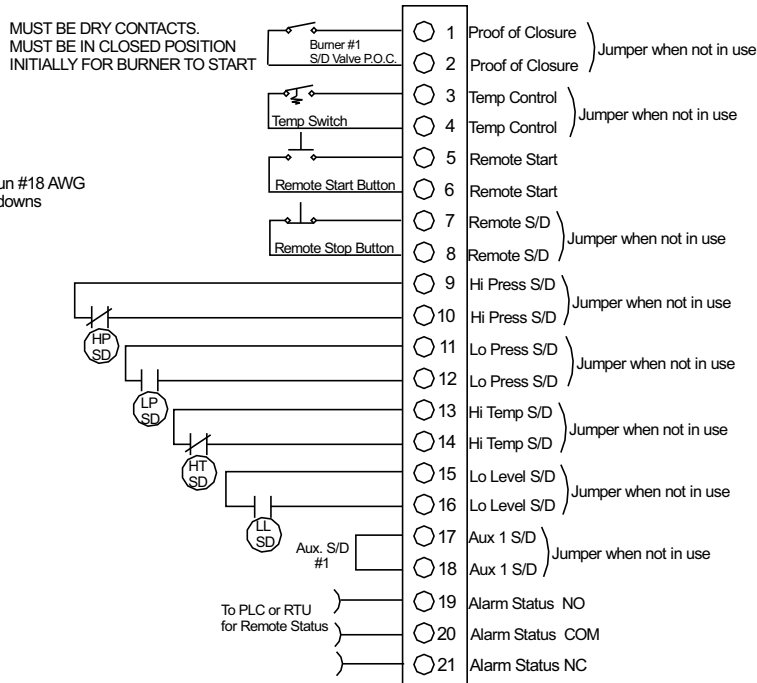 MUST BE DRY CONTACTS.
MUST BE IN CLOSED POSITION
INITIALLY FOR BURNER TO START
Burner #1
S/D Valve P.O.C.
1 Proof of Closure
2 Proof of Closure
Jumper when not in use
Temp Switch
3 Temp Control
4 Temp Control
Jumper when not in use
un #18 AWG
downs
Remote Start Button
5 Remote Start
6 Remote Start
Remote Stop Button
7 Remote S/D
8 Remote S/D
Jumper when not in use
9 Hi Press S/D
10 Hi Press S/D
Jumper when not in use
HP
SD
11 Lo Press S/D
12 Lo Press S/D
Jumper when not in use
LP
SD
13 Hi Temp S/D
14 Hi Temp S/D
Jumper when not in use
HT
SD
15 Lo Level S/D
16 Lo Level S/D
Jumper when not in use
LL
SD
Aux. S/D
#1
17 Aux 1 S/D
18 Aux 1 S/D
Jumper when not in use
To PLC or RTU
for Remote Status
19 Alarm Status NO
20 Alarm Status COM
21 Alarm Status NC